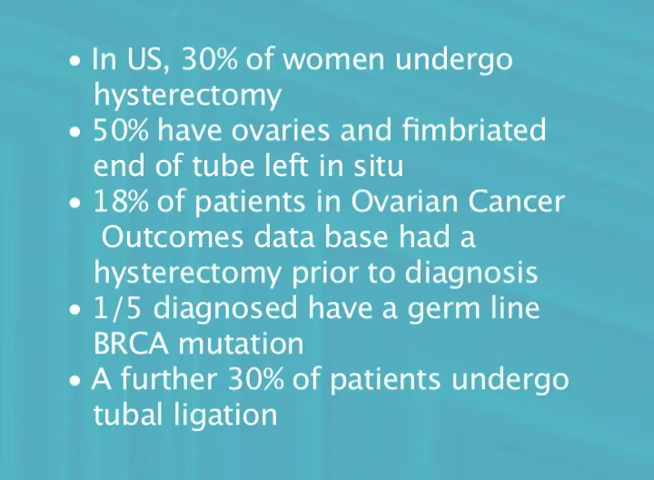 • In US, 30% of women undergo
hysterectomy
• 50% have ovaries and fimbriated
end of tube left in situ
• 18% of patients in Ovarian Cancer
Outcomes data base had a
hysterectomy prior to diagnosis
• 1/5 diagnosed have a germ line
BRCA mutation
• A further 30% of patients undergo
tubal ligation